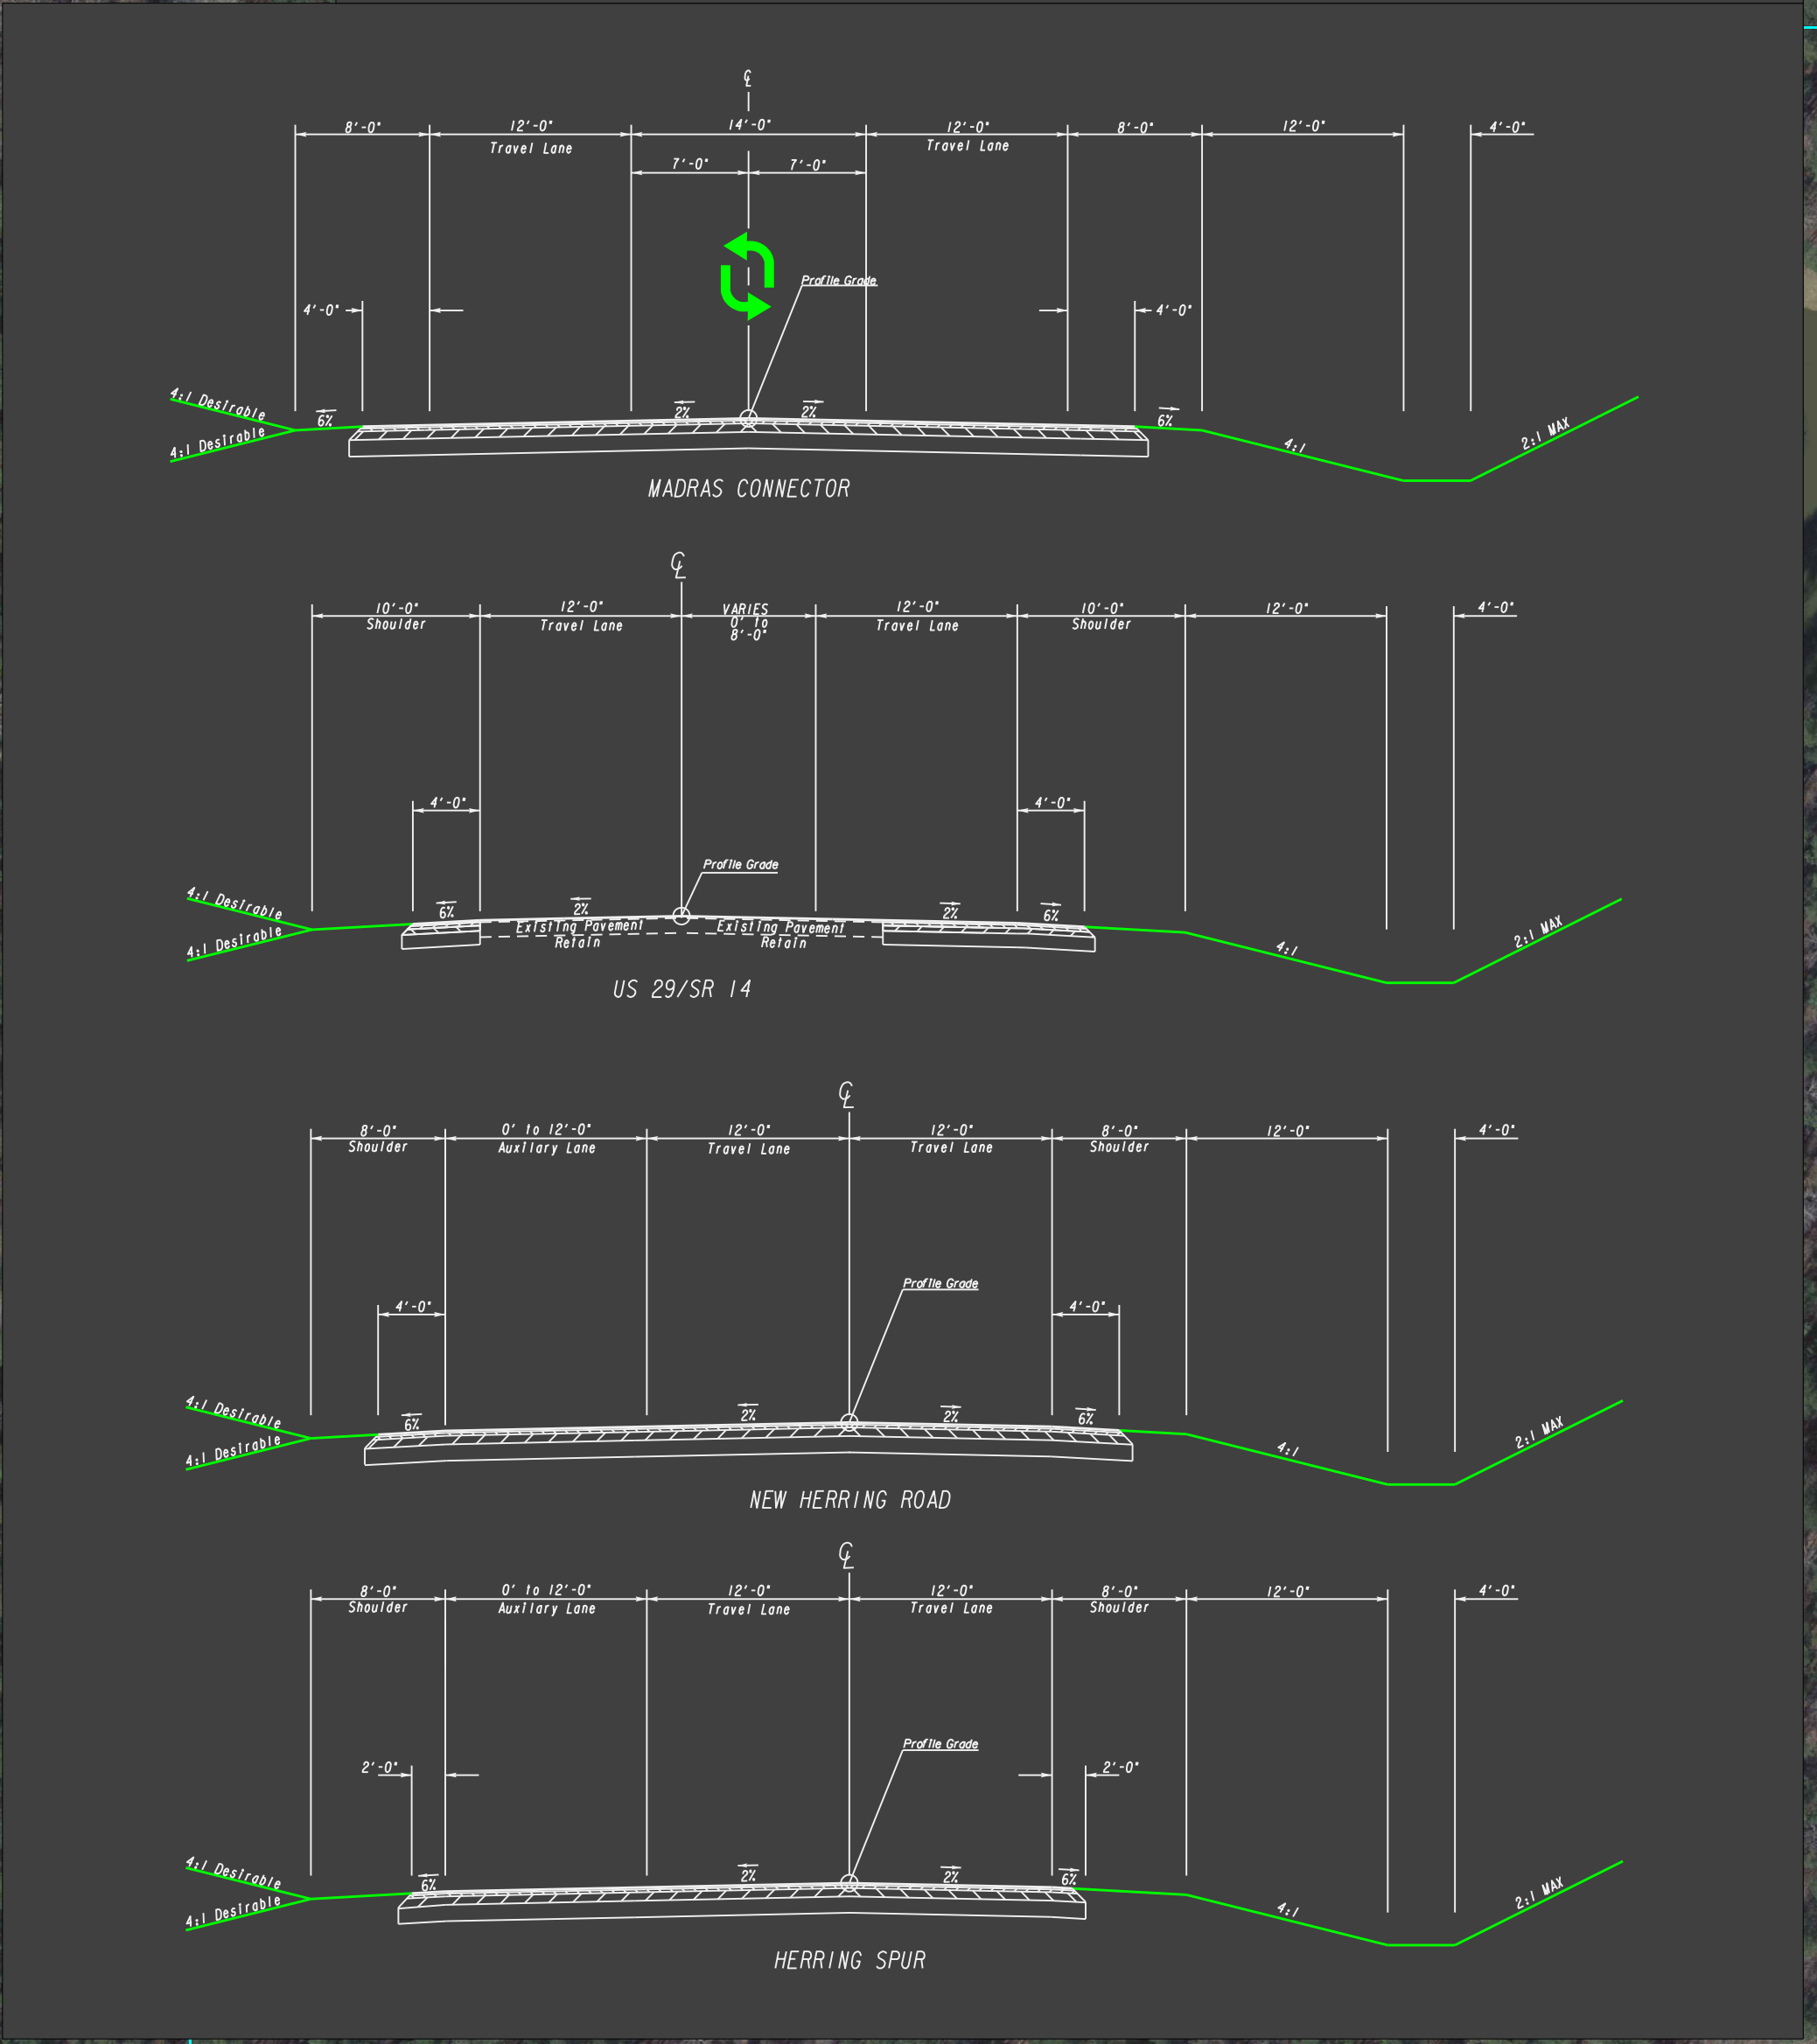 ℄
8'-0" 12'-0" 14'-0" 12'-0" 8'-0" 12'-0" 4'-0"
Travel Lane Travel Lane
7'-0" 7'-0"
Profile Grade
4'-0" 4'-0"
4:1 Desirable 6% 2% 2% 6%
4:1 Desirable 4:1 2:1 MAX
MADRAS CONNECTOR
℄
10'-0" 12'-0" VARIES 12'-0" 10'-0" 12'-0" 4'-0"
Shoulder Travel Lane 0' to Travel Lane Shoulder
8'-0"
4'-0" 4'-0"
Profile Grade
4:1 Desirable 6% 2% 2% 6%
Existing Pavement Existing Pavement
4:1 Desirable Retain Retain 4:1 2:1 MAX
US 29/SR 14
℄
8'-0" 0' to 12'-0" 12'-0" 12'-0" 8'-0" 12'-0" 4'-0"
Shoulder Auxilary Lane Travel Lane Travel Lane Shoulder
Profile Grade
4'-0" 4'-0"
4:1 Desirable 6% 2% 2% 6%
4:1 Desirable 4:1 2:1 MAX
NEW HERRING ROAD
℄
8'-0" 0' to 12'-0" 12'-0" 12'-0" 8'-0" 12'-0" 4'-0"
Shoulder Auxilary Lane Travel Lane Travel Lane Shoulder
Profile Grade
2'-0" 2'-0"
4:1 Desirable 6% 2% 2% 6%
4:1 Desirable 4:1 2:1 MAX
HERRING SPUR